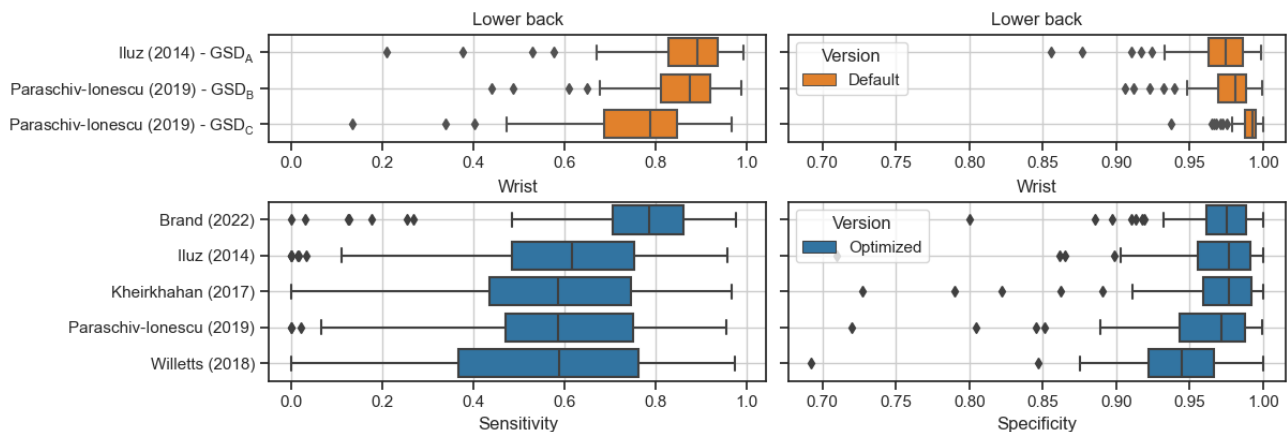 Lower back
Lower back
Iluz (2014) - GSD_A
Paraschiv-Ionescu (2019) - GSD_B
Paraschiv-Ionescu (2019) - GSD_C
Version
Default
0.0 0.2 0.4 0.6 0.8 1.0
0.70 0.75 0.80 0.85 0.90 0.95 1.00
Wrist
Wrist
Brand (2022)
Iluz (2014)
Kheirkhahan (2017)
Paraschiv-Ionescu (2019)
Willetts (2018)
Version
Optimized
0.0 0.2 0.4 0.6 0.8 1.0
0.70 0.75 0.80 0.85 0.90 0.95 1.00
Sensitivity
Specificity